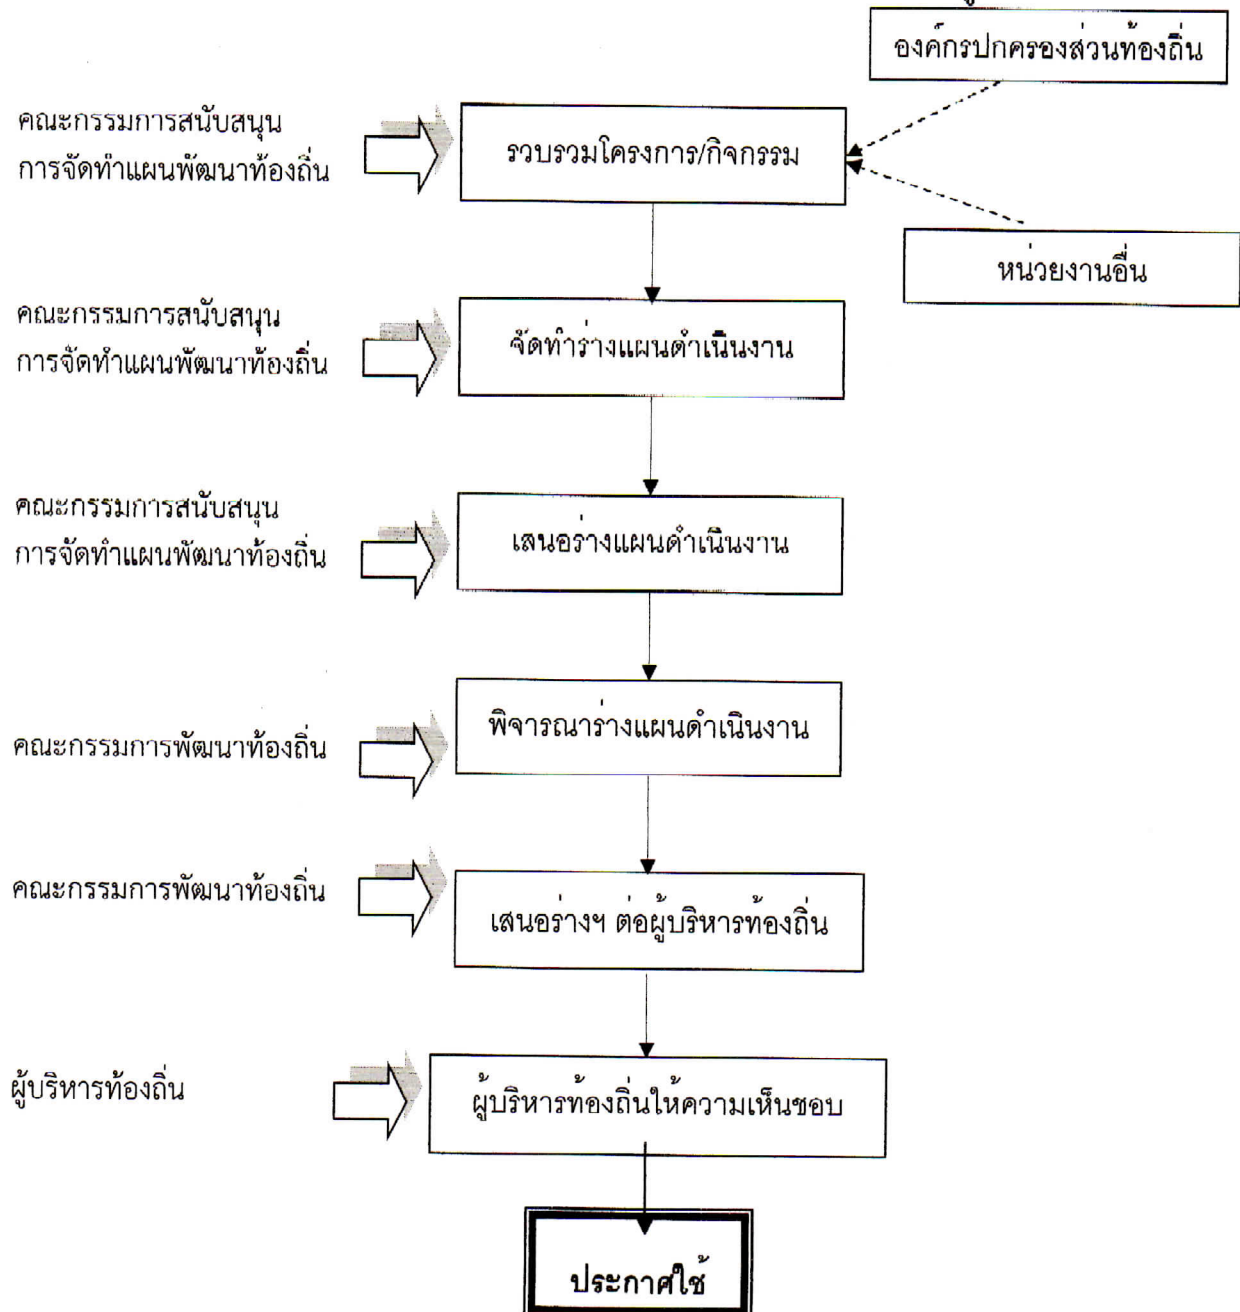 องค์กรปกครองส่วนท้องถิ่น
คณะกรรมการสนับสนุน
การจัดทำแผนพัฒนาท้องถิ่น
รวบรวมโครงการ/กิจกรรม
หน่วยงานอื่น
คณะกรรมการสนับสนุน
การจัดทำแผนพัฒนาท้องถิ่น
จัดทำร่างแผนดำเนินงาน
คณะกรรมการสนับสนุน
การจัดทำแผนพัฒนาท้องถิ่น
เสนอร่างแผนดำเนินงาน
คณะกรรมการพัฒนาท้องถิ่น
พิจารณาร่างแผนดำเนินงาน
คณะกรรมการพัฒนาท้องถิ่น
เสนอร่างฯ ต่อผู้บริหารท้องถิ่น
ผู้บริหารท้องถิ่น
ผู้บริหารท้องถิ่นให้ความเห็นชอบ
ประกาศใช้